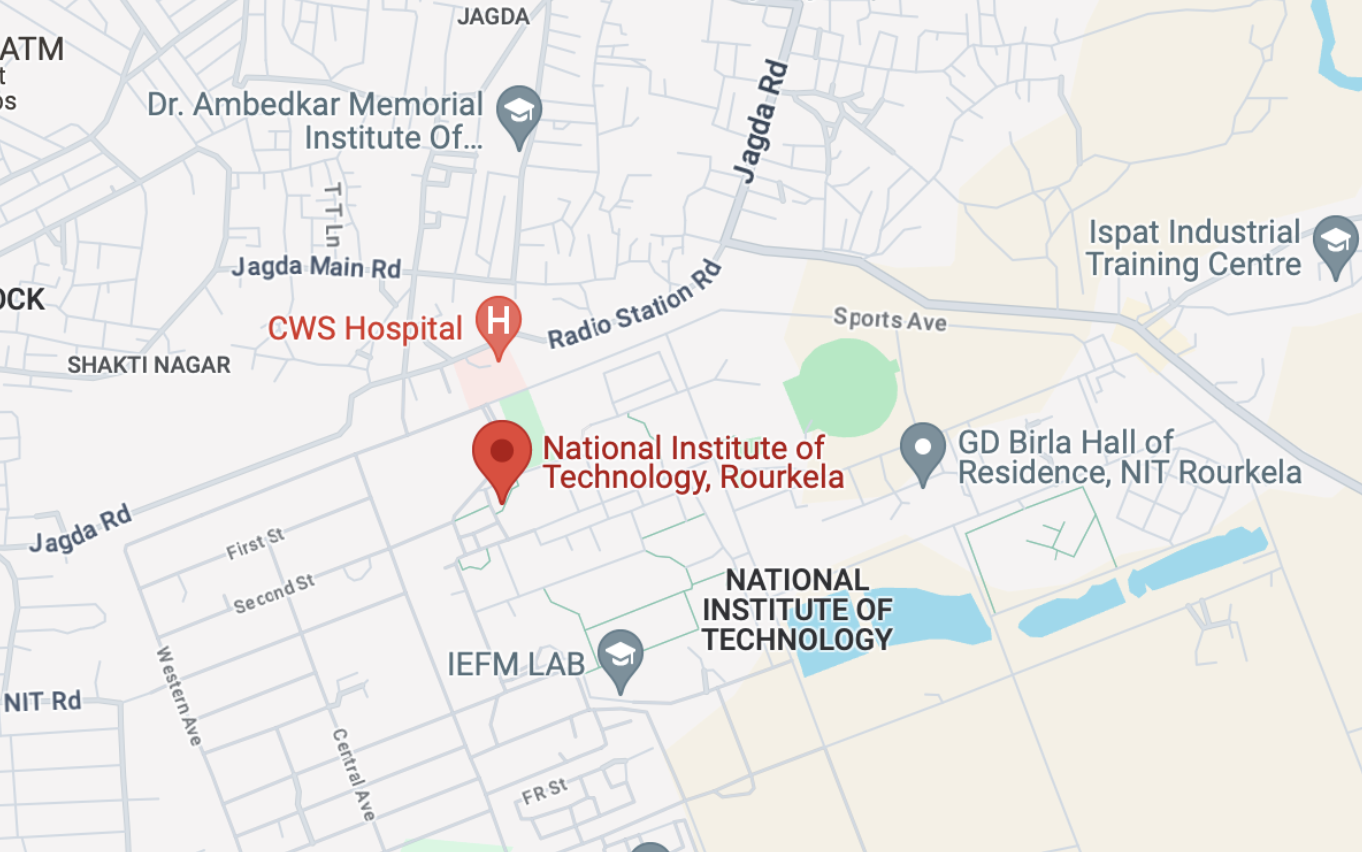 JAGDA
ATM
t
os
Dr. Ambedkar Memorial
Institute Of...
Jagda Rd
T T Ln
Ispat Industrial
Training Centre
Jagda Main Rd
OCK
CWS Hospital
H
Radio Station Rd
Sports Ave
SHAKTI NAGAR
National Institute of
Technology, Rourkela
GD Birla Hall of
Residence, NIT Rourkela
Jagda Rd
First St
Second St
NATIONAL
INSTITUTE OF
TECHNOLOGY
IEFM LAB
Western Ave
NIT Rd
Central Ave
FR St